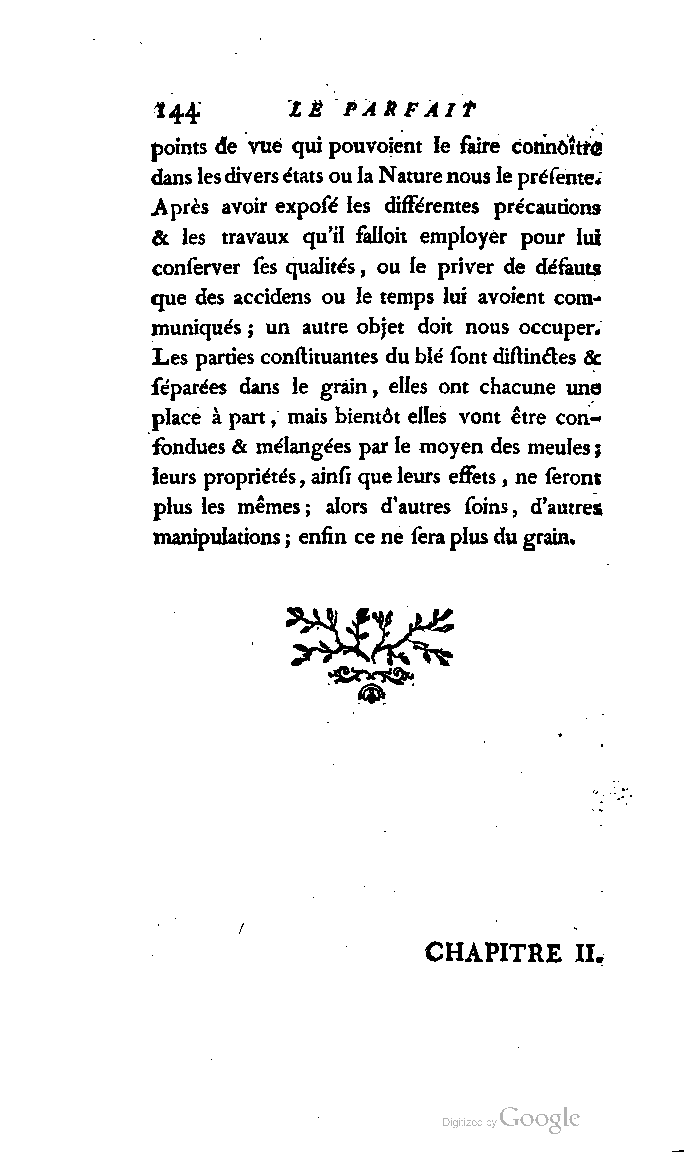 144 LE PARFAIT
points de vue qui pouvoient le faire connoître
dans les divers états ou la Nature nous le préſente.
Après avoir expoſé les différentes précautions
& les travaux qu'il falloit employer pour lui
conſerver ſes qualités, ou le priver de défauts
que des accidens ou le temps lui avoient com-
muniqués; un autre objet doit nous occuper.
Les parties conſtituantes du blé ſont diſtinctes &
ſéparées dans le grain, elles ont chacune une
place à part, mais bientôt elles vont être con-
fondues & mélangées par le moyen des meules;
leurs propriétés, ainſi que leurs effets, ne ſeront
plus les mêmes; alors d'autres ſoins, d'autres
manipulations; enfin ce ne ſera plus du grain.
CHAPITRE II.
Digitized by Google